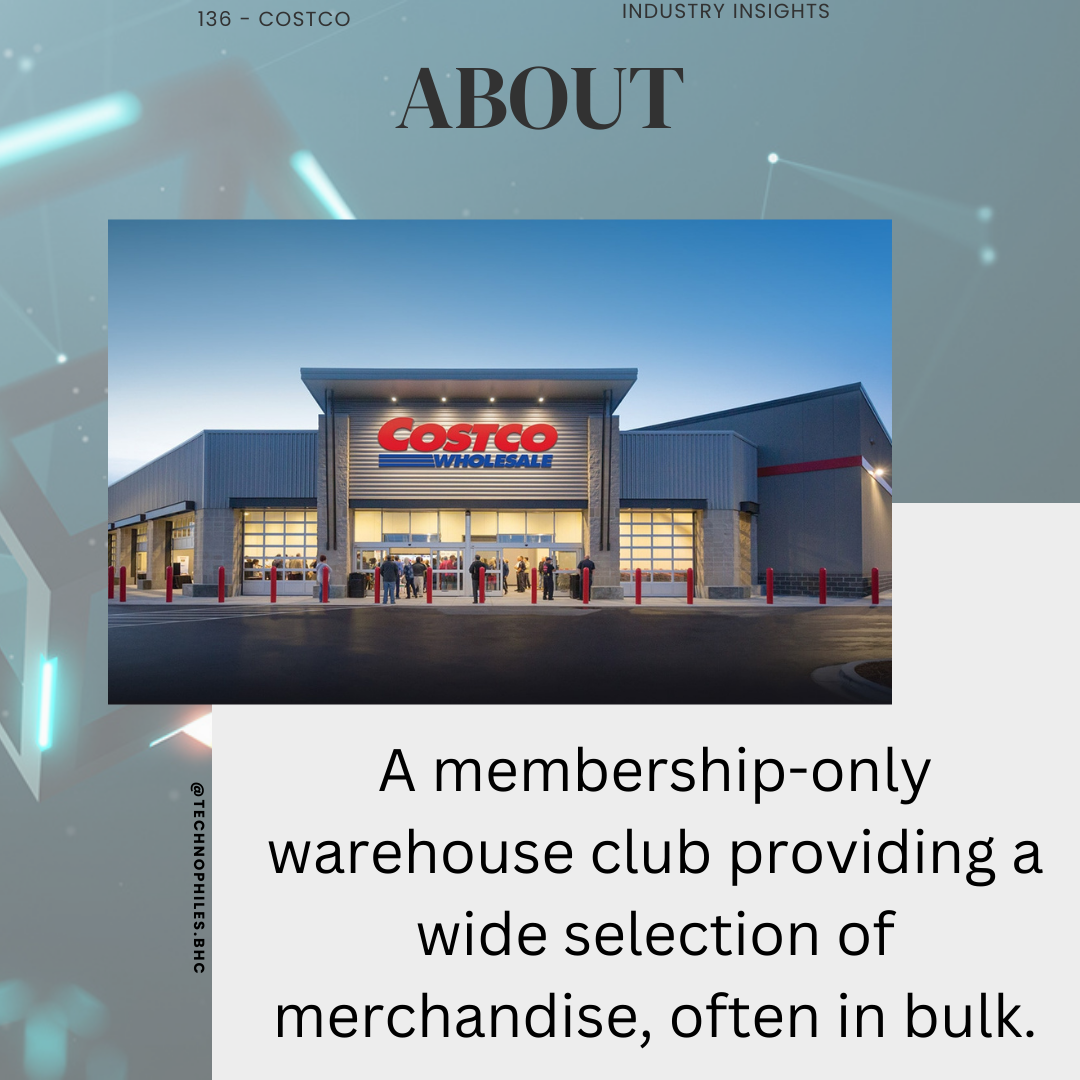 136 - COSTCO
INDUSTRY INSIGHTS
ABOUT
COSTCO
WHOLESALE
A membership-only
warehouse club providing a
wide selection of
merchandise, often in bulk.
@TECHNOPHILES.BHC